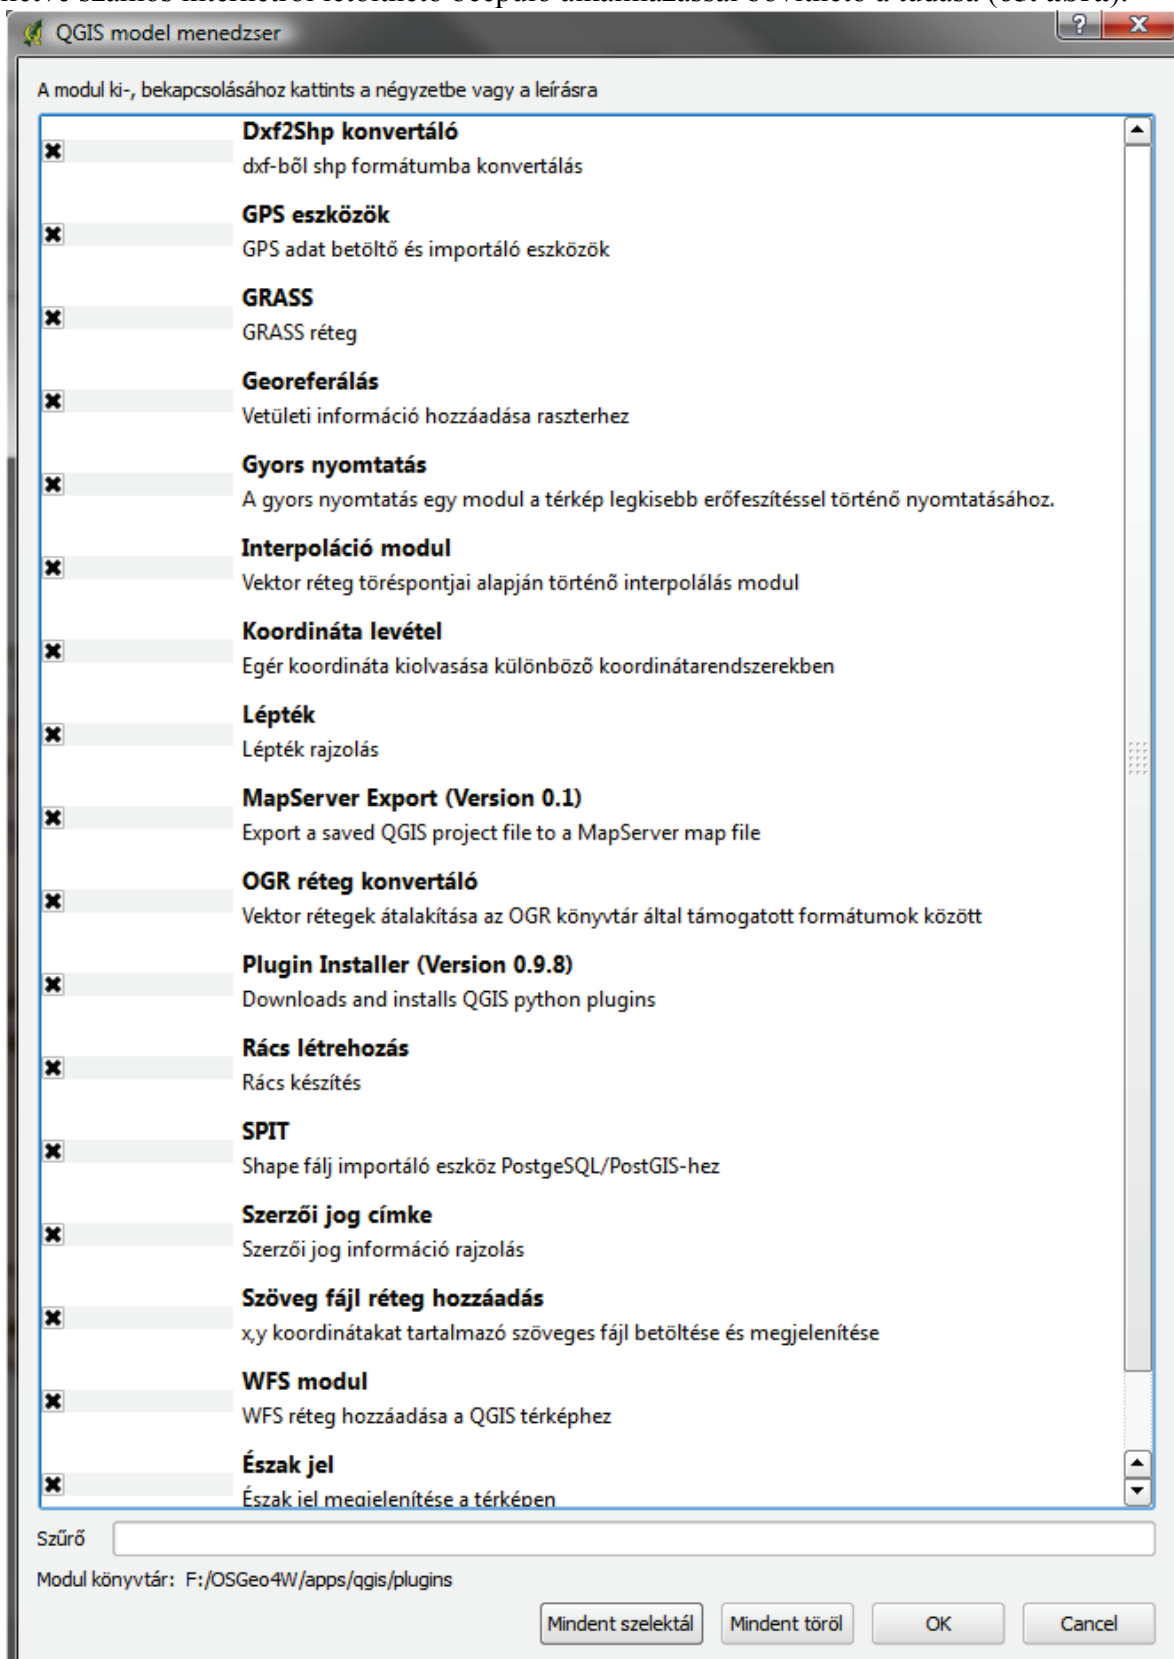 számos internetről letölthető beépülő alkalmazással bővíthető a tudása
QGIS model menedzser
A modul ki-, bekapcsolásához kattints a négyzetbe vagy a leírásra
Dxf2Shp konvertáló
dxf-ből shp formátumba konvertálás
GPS eszközök
GPS adat betöltő és importáló eszközök
GRASS
GRASS réteg
Georeferálás
Vetületi információ hozzáadása raszterhez
Gyors nyomtatás
A gyors nyomtatás egy modul a térkép legkisebb erőfeszítéssel történő nyomtatásához.
Interpoláció modul
Vektor réteg töréspontjai alapján történő interpolálás modul
Koordináta levétel
Egér koordináta kiolvasása különböző koordinátarendszerekben
Lépték
Lépték rajzolás
MapServer Export (Version 0.1)
Export a saved QGIS project file to a MapServer map file
OGR réteg konvertáló
Vektor rétegek átalakítása az OGR könyvtár által támogatott formátumok között
Plugin Installer (Version 0.9.8)
Downloads and installs QGIS python plugins
Rács létrehozás
Rács készítés
SPIT
Shape fálj importáló eszköz PostgeSQL/PostGIS-hez
Szerzői jog címke
Szerzői jog információ rajzolás
Szöveg fájl réteg hozzáadás
x,y koordinátakat tartalmazó szöveges fájl betöltése és megjelenítése
WFS modul
WFS réteg hozzáadása a QGIS térképhez
Észak jel
Észak jel megjelenítése a térképen
Szűrő
Modul könyvtár: F:/OSGeo4W/apps/qgis/plugins
Mindent szelektál Mindent töröl OK Cancel